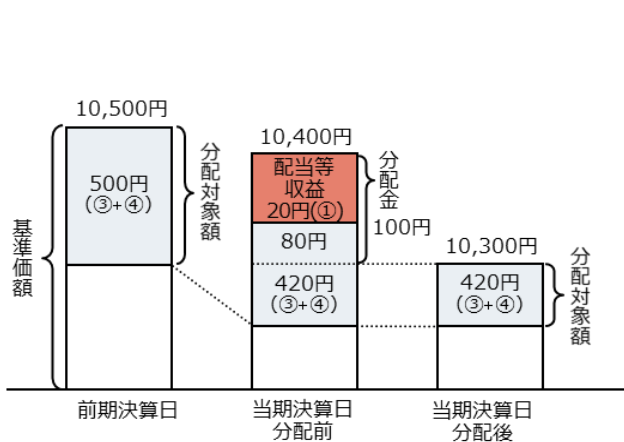 10,500円
500円
(③+④)
分配対象額
基準価額
前期決算日
10,400円
配当等
収益
20円(①)
80円
420円
(③+④)
分配金
100円
当期決算日
分配前
10,300円
420円
(③+④)
分配対象額
当期決算日
分配後